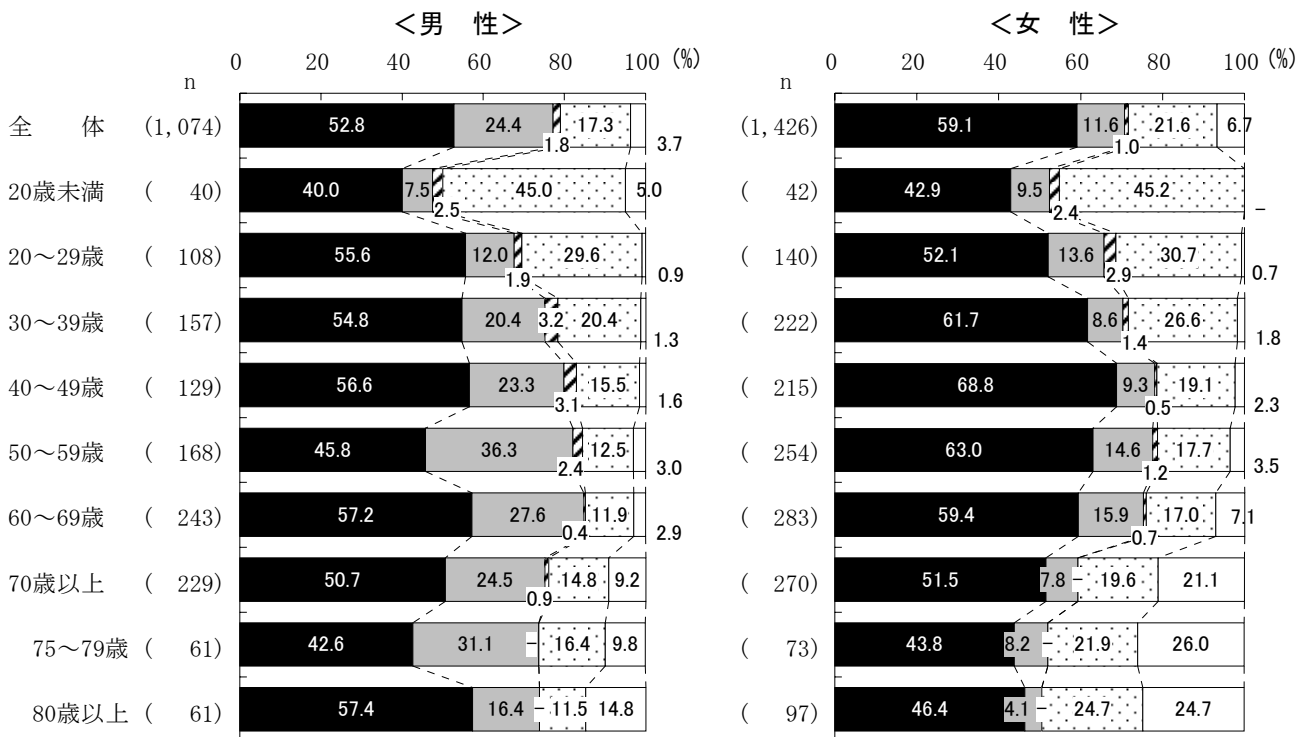 ＜男　性＞　＜女　性＞
0 20 40 60 80 100 (%)　0 20 40 60 80 100 (%)
n
全　体 (1,074) 52.8 24.4 1.8 17.3 3.7　(1,426) 59.1 11.6 1.0 21.6 6.7
20歳未満 ( 40) 40.0 7.5 2.5 45.0 5.0　( 42) 42.9 9.5 2.4 45.2 −
20～29歳 ( 108) 55.6 12.0 1.9 29.6 0.9　( 140) 52.1 13.6 2.9 30.7 0.7
30～39歳 ( 157) 54.8 20.4 3.2 20.4 1.3　( 222) 61.7 8.6 1.4 26.6 1.8
40～49歳 ( 129) 56.6 23.3 3.1 15.5 1.6　( 215) 68.8 9.3 0.5 19.1 2.3
50～59歳 ( 168) 45.8 36.3 2.4 12.5 3.0　( 254) 63.0 14.6 1.2 17.7 3.5
60～69歳 ( 243) 57.2 27.6 0.4 11.9 2.9　( 283) 59.4 15.9 0.7 17.0 7.1
70歳以上 ( 229) 50.7 24.5 0.9 14.8 9.2　( 270) 51.5 7.8 − 19.6 21.1
75～79歳 ( 61) 42.6 31.1 − 16.4 9.8　( 73) 43.8 8.2 − 21.9 26.0
80歳以上 ( 61) 57.4 16.4 − 11.5 14.8　( 97) 46.4 4.1 − 24.7 24.7